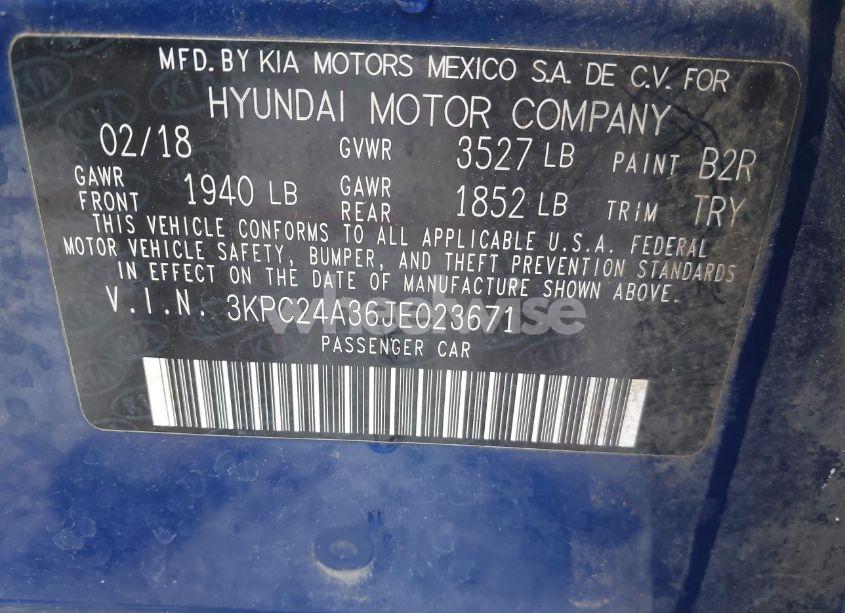 MFD. BY KIA MOTORS MEXICO S.A. DE C.V. FOR
HYUNDAI MOTOR COMPANY
02/18 GVWR 3527 LB PAINT B2R
GAWR FRONT 1940 LB GAWR REAR 1852 LB TRIM TRY
THIS VEHICLE CONFORMS TO ALL APPLICABLE U.S.A. FEDERAL
MOTOR VEHICLE SAFETY, BUMPER, AND THEFT PREVENTION STANDARDS
IN EFFECT ON THE DATE OF MANUFACTURE SHOWN ABOVE.
V.I.N. 3KPC24A36JE023671
wheelwise
PASSENGER CAR